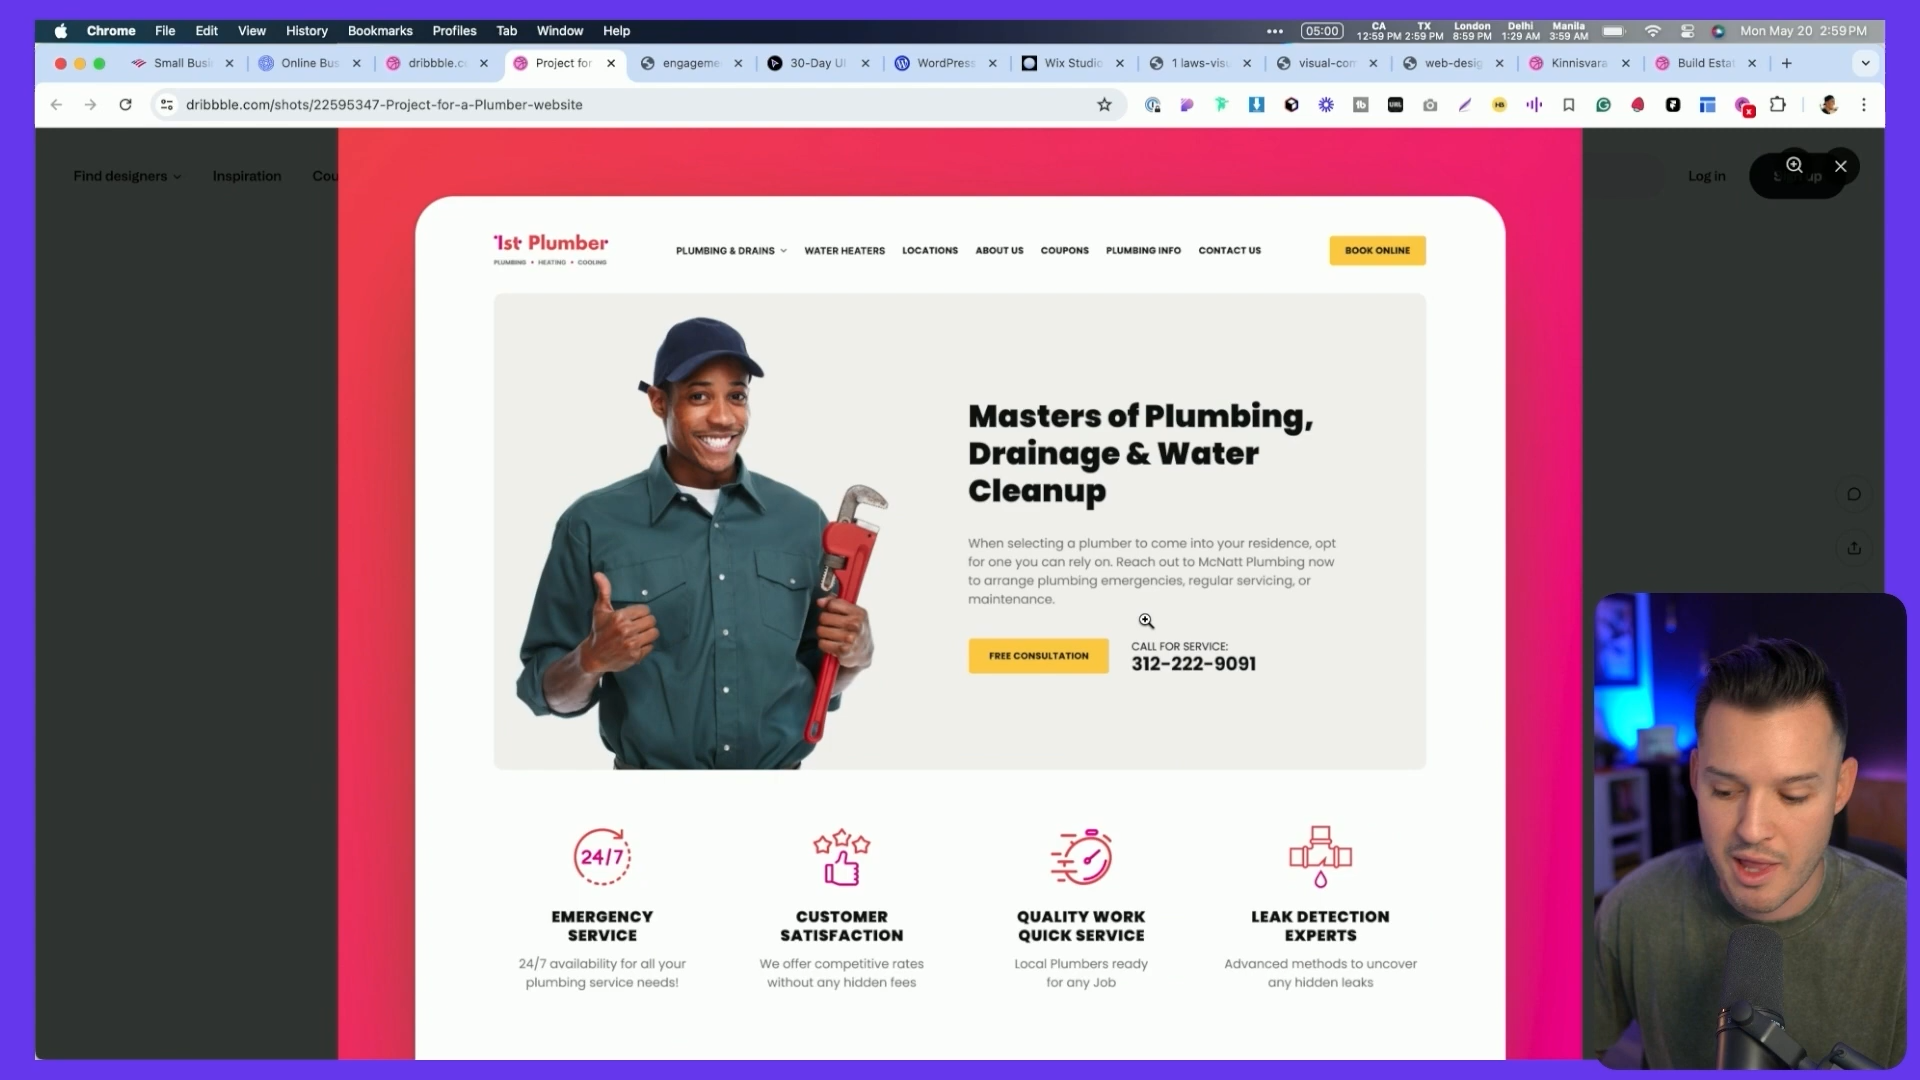 Chrome File Edit View History Bookmarks Profiles Tab Window Help
05:00
CA TX London Delhi Manila
12:59 PM 2:59 PM 8:59 PM 1:29 AM 3:59 AM
Mon May 20 2:59 PM
Small Busi Online Bus dribbble.c Project for engageme 30-Day UI WordPress Wix Studio 1 laws-visu visual-com web-desig Kinnisvara Build Estat
dribbble.com/shots/22595347-Project-for-a-Plumber-website
Find designers Inspiration Cou
Log in
up
1st Plumber
PLUMBING • HEATING • COOLING
PLUMBING & DRAINS WATER HEATERS LOCATIONS ABOUT US COUPONS PLUMBING INFO CONTACT US
BOOK ONLINE
Masters of Plumbing,
Drainage & Water
Cleanup
When selecting a plumber to come into your residence, opt
for one you can rely on. Reach out to McNatt Plumbing now
to arrange plumbing emergencies, regular servicing, or
maintenance.
FREE CONSULTATION
CALL FOR SERVICE:
312-222-9091
24/7
EMERGENCY
SERVICE
24/7 availability for all your
plumbing service needs!
CUSTOMER
SATISFACTION
We offer competitive rates
without any hidden fees
QUALITY WORK
QUICK SERVICE
Local Plumbers ready
for any Job
LEAK DETECTION
EXPERTS
Advanced methods to uncover
any hidden leaks